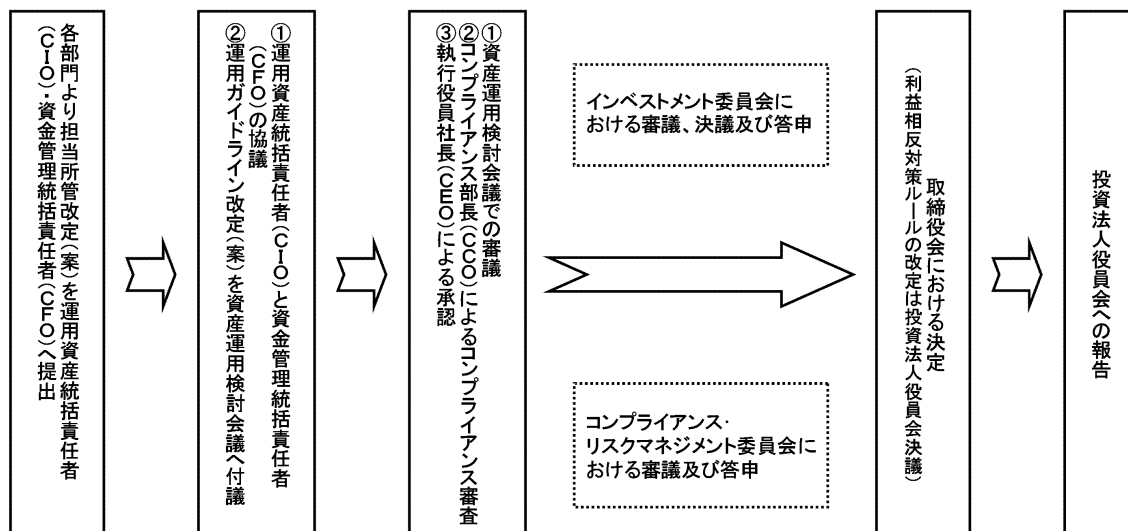 各部門より担当所管改定(案)を運用資産統括責任者
(CIO)・資金管理統括責任者(CFO)へ提出
①運用資産統括責任者(CIO)と資金管理統括責任者
(CFO)の協議
②運用ガイドライン改定(案)を資産運用検討会議へ付議
①資産運用検討会議での審議
②コンプライアンス部長(CCO)によるコンプライアンス審査
③執行役員社長(CEO)による承認
インベストメント委員会に
おける審議、決議及び答申
コンプライアンス・
リスクマネジメント委員会に
おける審議及び答申
取締役会における決定
(利益相反対策ルールの改定は投資法人役員会決議)
投資法人役員会への報告